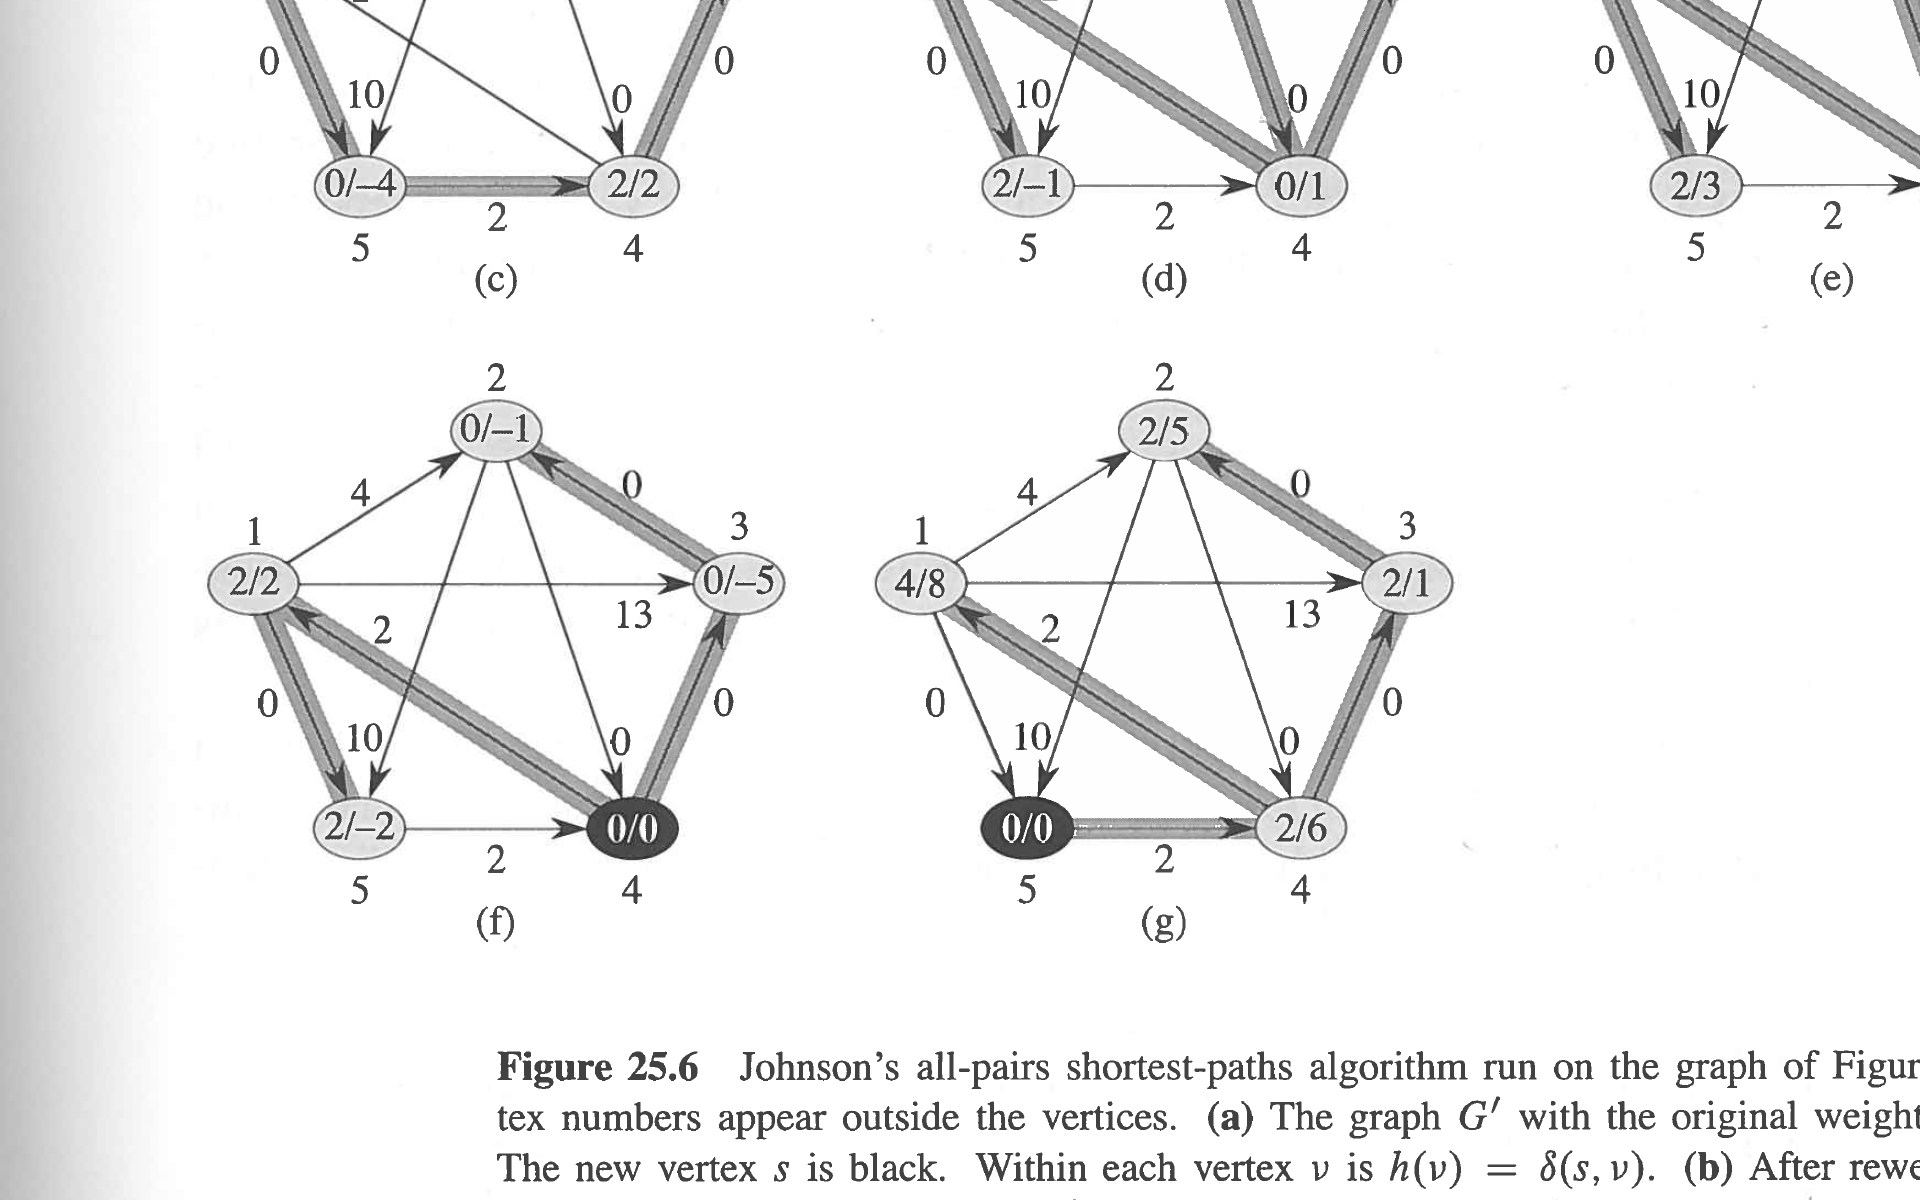 0 10 0 0 0 10 0 0 0 10
0/–4 2/2 2/–1 0/1 2/3
2 2 2
5 4 5 4 5
(c) (d) (e)
2 2
0/–1 2/5
4 0 4 0
1 3 1 3
2/2 0/–5 4/8 2/1
2 13 2 13
0 0 0 0
10 0 10 0
2/–2 0/0 0/0 2/6
2 2
5 4 5 4
(f) (g)
Figure 25.6 Johnson’s all-pairs shortest-paths algorithm run on the graph of Figur
tex numbers appear outside the vertices. (a) The graph G′ with the original weight
The new vertex s is black. Within each vertex v is h(v) = δ(s, v). (b) After rewe